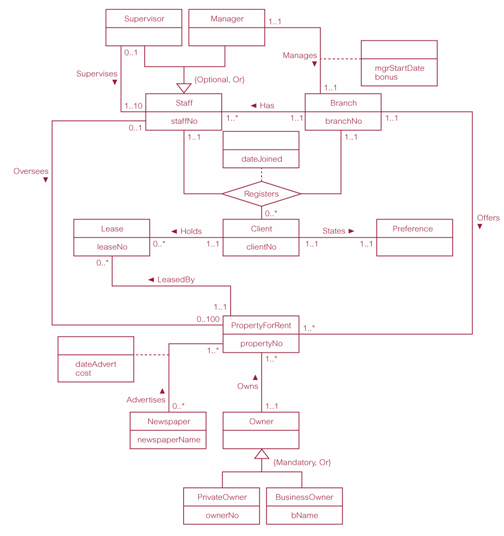 Supervisor
Manager
1..1
0..1
Manages ▼
mgrStartDate
bonus
Supervises
▼
{Optional, Or}
1..10
Staff
◄ Has
1..1
Branch
0..1
staffNo
1..*
1..1
branchNo
1..1
1..1
1..1
dateJoined
Oversees
▼
Registers
0..*
Offers
▼
Lease
◄ Holds
Client
States ►
Preference
leaseNo
0..*
1..1
clientNo
1..1
1..1
0..*
◄ LeasedBy
1..1
0..100
PropertyForRent
1..*
1..*
propertyNo
1..*
dateAdvert
cost
▲
Owns
▲
Advertises
0..*
1..1
Newspaper
Owner
newspaperName
{Mandatory, Or}
PrivateOwner
BusinessOwner
ownerNo
bName